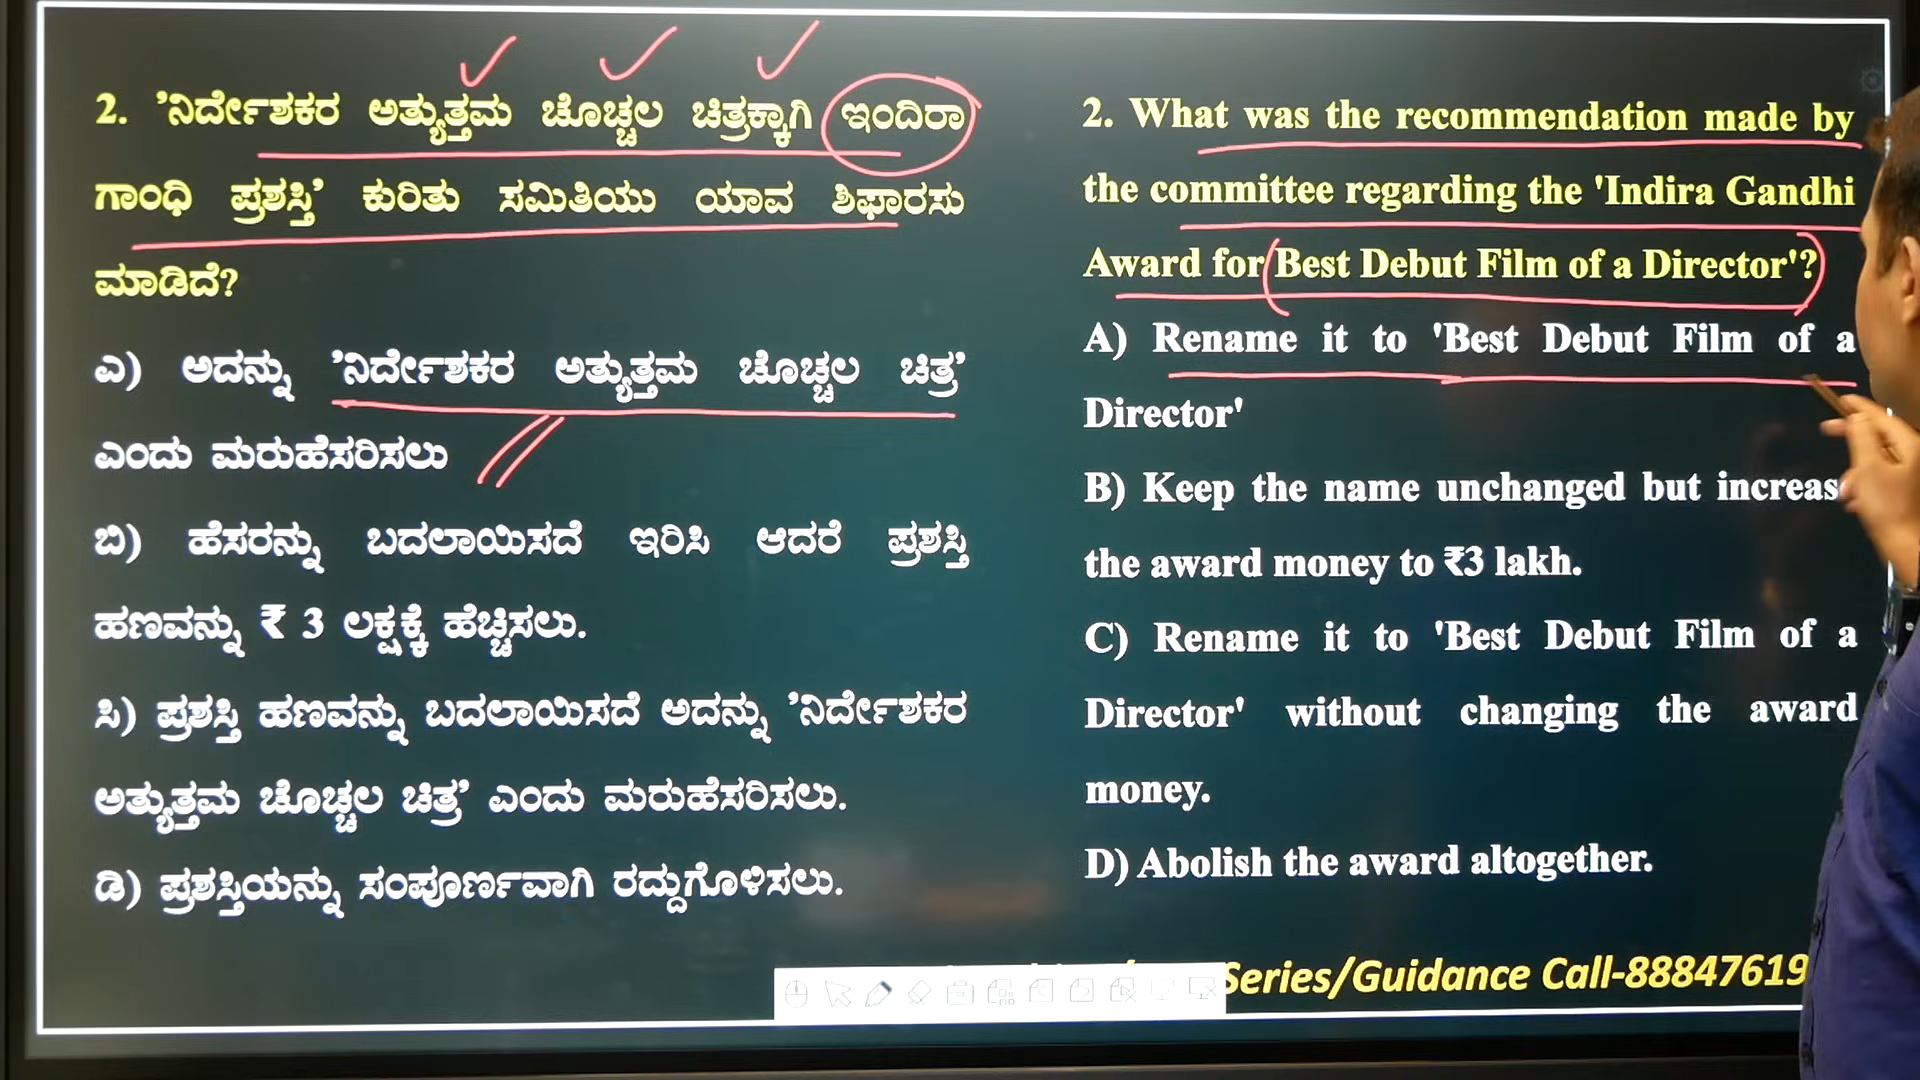 2. 'ನಿರ್ದೇಶಕರ ಅತ್ಯುತ್ತಮ ಚೊಚ್ಚಲ ಚಿತ್ರಕ್ಕಾಗಿ ಇಂದಿರಾ
ಗಾಂಧಿ ಪ್ರಶಸ್ತಿ' ಕುರಿತು ಸಮಿತಿಯು ಯಾವ ಶಿಫಾರಸು
ಮಾಡಿದೆ?
ಎ) ಅದನ್ನು 'ನಿರ್ದೇಶಕರ ಅತ್ಯುತ್ತಮ ಚೊಚ್ಚಲ ಚಿತ್ರ'
ಎಂದು ಮರುಹೆಸರಿಸಲು
ಬಿ) ಹೆಸರನ್ನು ಬದಲಾಯಿಸದೆ ಇರಿಸಿ ಆದರೆ ಪ್ರಶಸ್ತಿ
ಹಣವನ್ನು ₹ 3 ಲಕ್ಷಕ್ಕೆ ಹೆಚ್ಚಿಸಲು.
ಸಿ) ಪ್ರಶಸ್ತಿ ಹಣವನ್ನು ಬದಲಾಯಿಸದೆ ಅದನ್ನು 'ನಿರ್ದೇಶಕರ
ಅತ್ಯುತ್ತಮ ಚೊಚ್ಚಲ ಚಿತ್ರ' ಎಂದು ಮರುಹೆಸರಿಸಲು.
ಡಿ) ಪ್ರಶಸ್ತಿಯನ್ನು ಸಂಪೂರ್ಣವಾಗಿ ರದ್ದುಗೊಳಿಸಲು.
2. What was the recommendation made by
the committee regarding the 'Indira Gandhi
Award for Best Debut Film of a Director'?
A) Rename it to 'Best Debut Film of a
Director'
B) Keep the name unchanged but increas
the award money to ₹3 lakh.
C) Rename it to 'Best Debut Film of a
Director' without changing the award
money.
D) Abolish the award altogether.
Series/Guidance Call-88847619